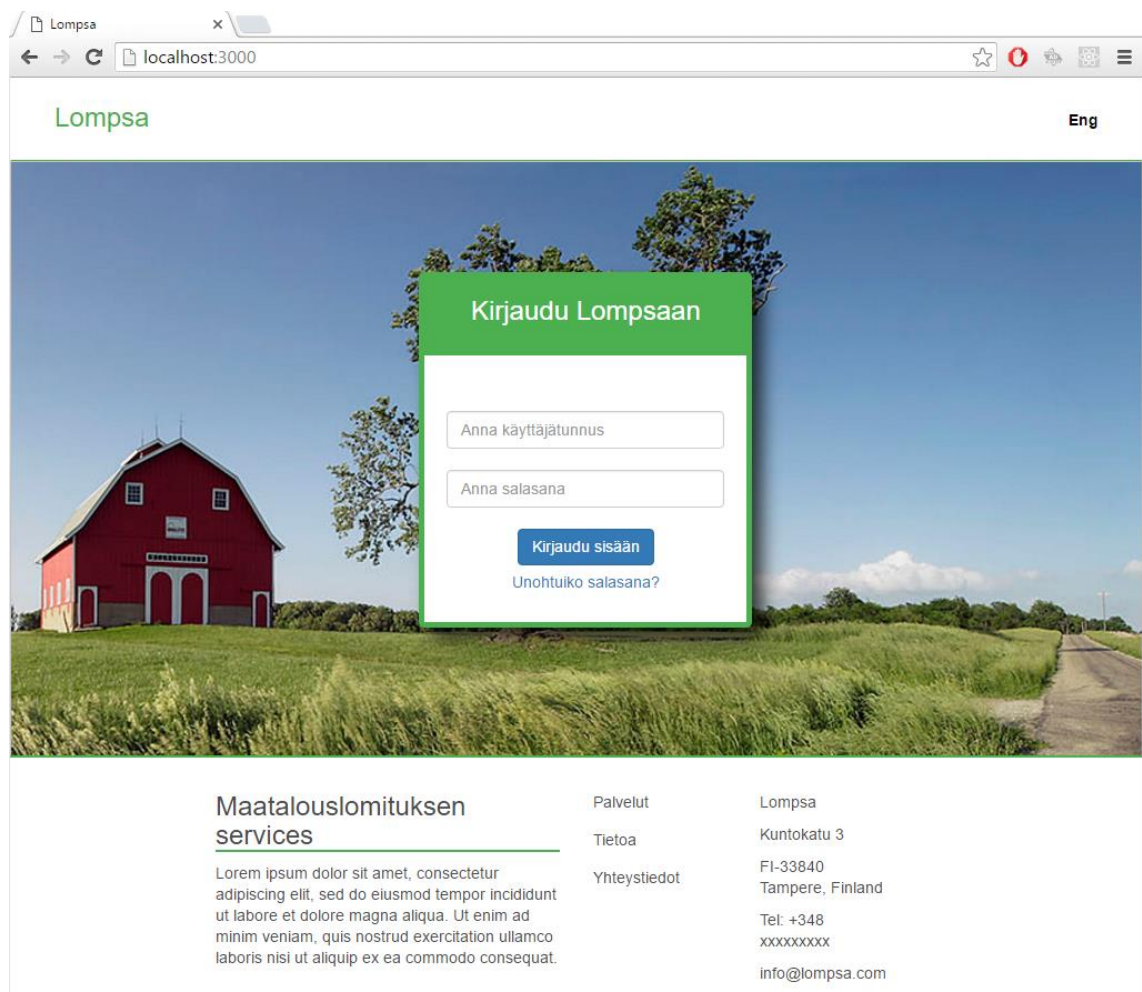 Lompsa
localhost:3000
Lompsa
Eng
Kirjaudu Lompsaan
Anna käyttäjätunnus
Anna salasana
Kirjaudu sisään
Unohtuiko salasana?
Maatalouslomituksen
services
Lorem ipsum dolor sit amet, consectetur
adipiscing elit, sed do eiusmod tempor incididunt
ut labore et dolore magna aliqua. Ut enim ad
minim veniam, quis nostrud exercitation ullamco
laboris nisi ut aliquip ex ea commodo consequat.
Palvelut
Tietoa
Yhteystiedot
Lompsa
Kuntokatu 3
FI-33840
Tampere, Finland
Tel: +348
xxxxxxxxx
info@lompsa.com